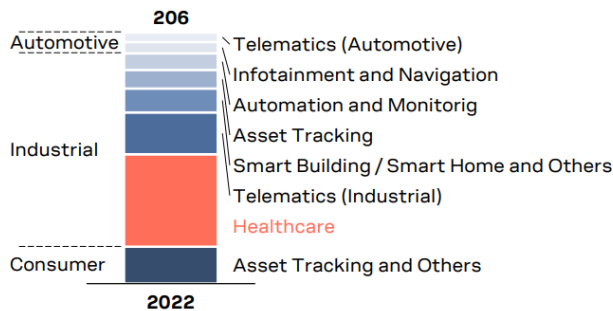 206
Automotive
Telematics (Automotive)
Infotainment and Navigation
Automation and Monitorig
Asset Tracking
Industrial
Smart Building / Smart Home and Others
Telematics (Industrial)
Healthcare
Consumer
Asset Tracking and Others
2022